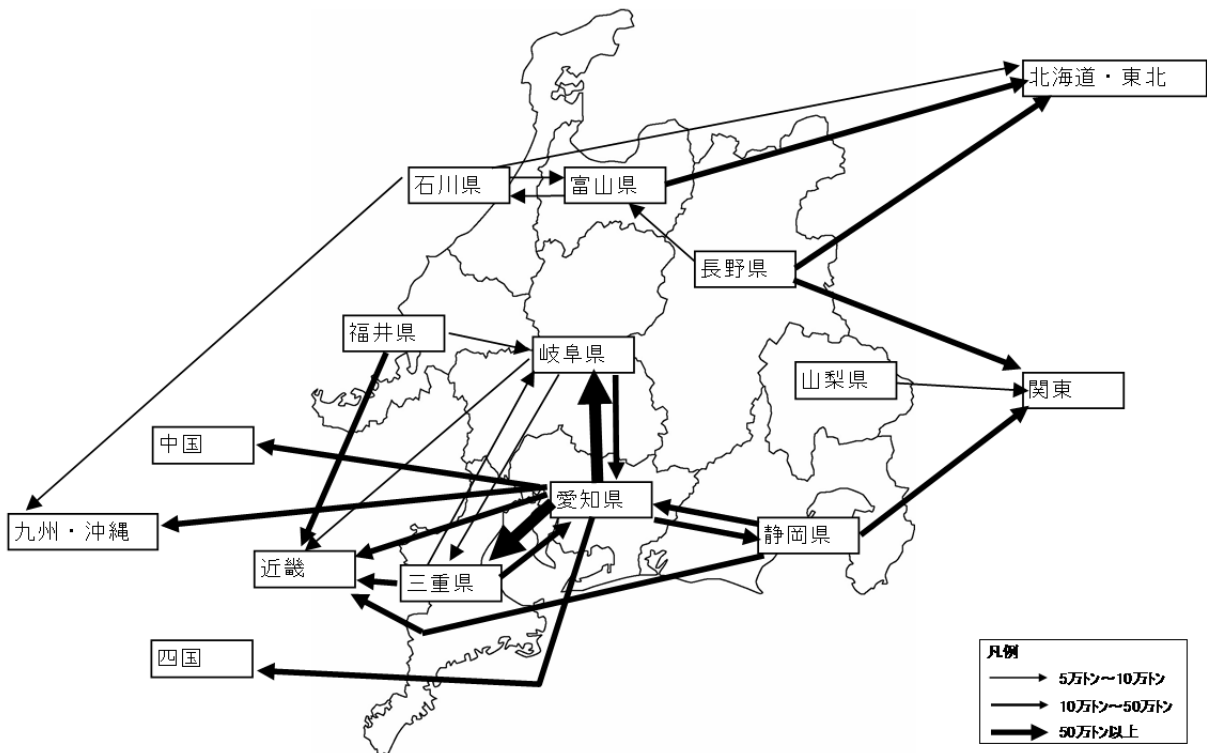 北海道・東北
石川県
富山県
長野県
福井県
岐阜県
山梨県
関東
中国
愛知県
九州・沖縄
静岡県
近畿
三重県
四国
凡例
5万トン~10万トン
10万トン~50万トン
50万トン以上